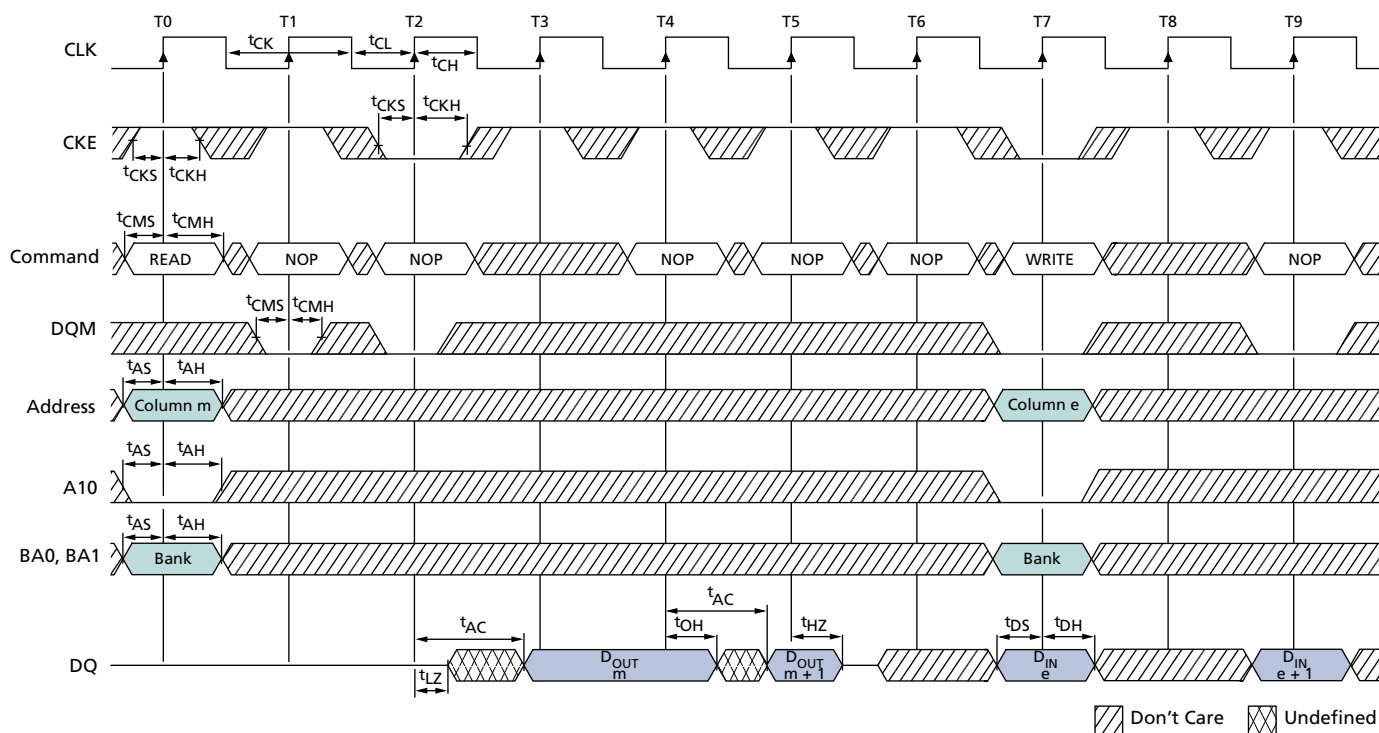 T0 T1 T2 T3 T4 T5 T6 T7 T8 T9
CLK
tCK tCL
tCH
tCKS tCKH
CKE
tCKS tCKH
tCMS tCMH
Command READ NOP NOP NOP NOP NOP WRITE NOP
tCMS tCMH
DQM
tAS tAH
Address Column m Column e
tAS tAH
A10
tAS tAH
BA0, BA1 Bank Bank
tAC
tAC tOH tHZ tDS tDH
DQ
DOUT DOUT DIN DIN
m m + 1 e e + 1
tLZ
Don't Care Undefined